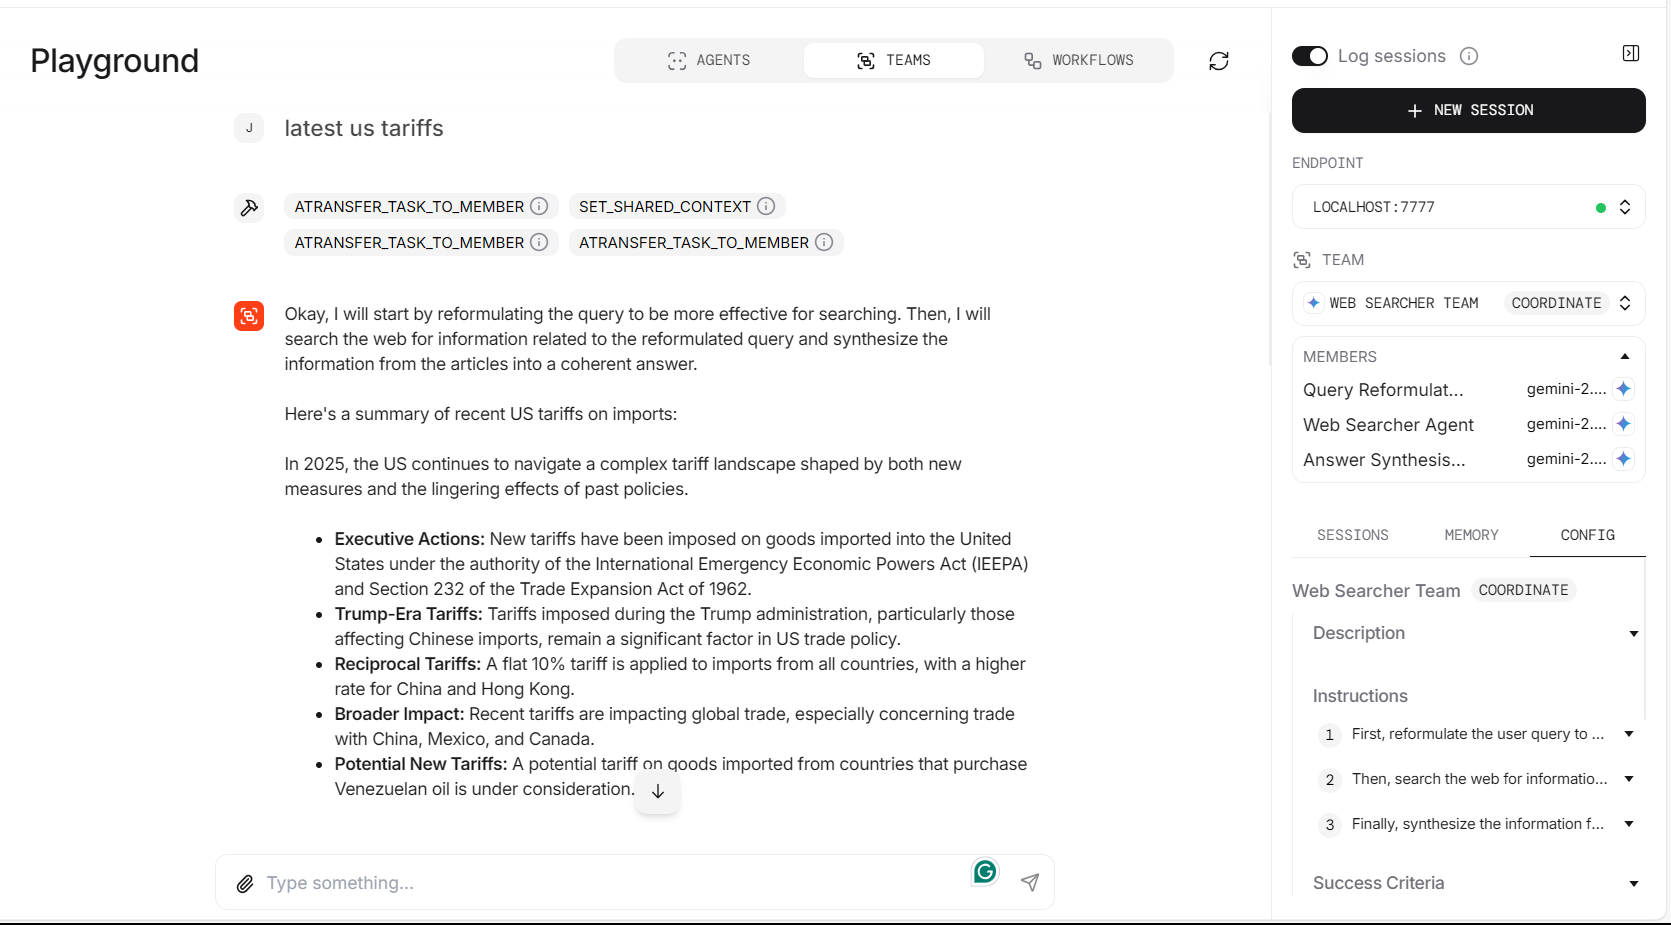 Playground
AGENTS
TEAMS
WORKFLOWS
J
latest us tariffs
ATRANSFER_TASK_TO_MEMBER
SET_SHARED_CONTEXT
ATRANSFER_TASK_TO_MEMBER
ATRANSFER_TASK_TO_MEMBER
Okay, I will start by reformulating the query to be more effective for searching. Then, I will
search the web for information related to the reformulated query and synthesize the
information from the articles into a coherent answer.
Here's a summary of recent US tariffs on imports:
In 2025, the US continues to navigate a complex tariff landscape shaped by both new
measures and the lingering effects of past policies.
• Executive Actions: New tariffs have been imposed on goods imported into the United
States under the authority of the International Emergency Economic Powers Act (IEEPA)
and Section 232 of the Trade Expansion Act of 1962.
• Trump-Era Tariffs: Tariffs imposed during the Trump administration, particularly those
affecting Chinese imports, remain a significant factor in US trade policy.
• Reciprocal Tariffs: A flat 10% tariff is applied to imports from all countries, with a higher
rate for China and Hong Kong.
• Broader Impact: Recent tariffs are impacting global trade, especially concerning trade
with China, Mexico, and Canada.
• Potential New Tariffs: A potential tariff on goods imported from countries that purchase
Venezuelan oil is under consideration.
Type something...
G
Log sessions
+ NEW SESSION
ENDPOINT
LOCALHOST:7777
TEAM
WEB SEARCHER TEAM COORDINATE
MEMBERS
Query Reformulat... gemini-2....
Web Searcher Agent gemini-2....
Answer Synthesis... gemini-2....
SESSIONS
MEMORY
CONFIG
Web Searcher Team COORDINATE
Description
Instructions
1 First, reformulate the user query to ...
2 Then, search the web for informatio...
3 Finally, synthesize the information f...
Success Criteria